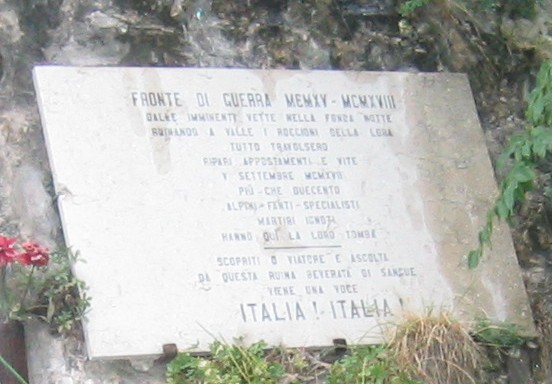 FRONTE DI GUERRA MCMXV - MCMXVIII
DALLE IMMINENTI VETTE NELLA FONDA NOTTE
ROVINANDO A VALLE I ROCCIONI DELLA LORA
TUTTO TRAVOLSERO
RIPARI APPOSTAMENTI E VITE
V SETTEMBRE MCMXVII
PIÙ - CHE DUECENTO
ALPINI - FANTI - SPECIALISTI
MARTIRI IGNOTI
HANNO QUI LA LORO TOMBA
SCOPRITI O VIATORE E ASCOLTA
DA QUESTA RUINA DI SANGUE
VIENE UNA VOCE
ITALIA ! ITALIA !